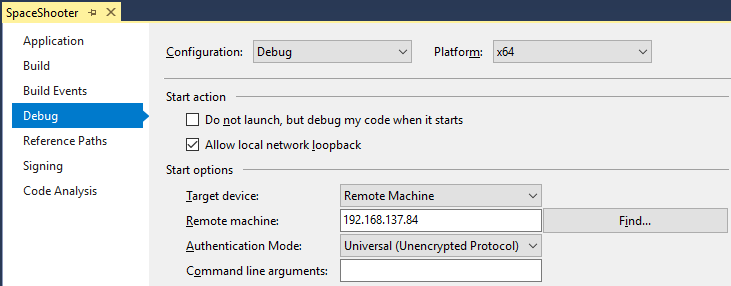 SpaceShooter
Application
Build
Build Events
Debug
Reference Paths
Signing
Code Analysis
Configuration: Debug Platform: x64
Start action
Do not launch, but debug my code when it starts
Allow local network loopback
Start options
Target device: Remote Machine
Remote machine: 192.168.137.84 Find...
Authentication Mode: Universal (Unencrypted Protocol)
Command line arguments: